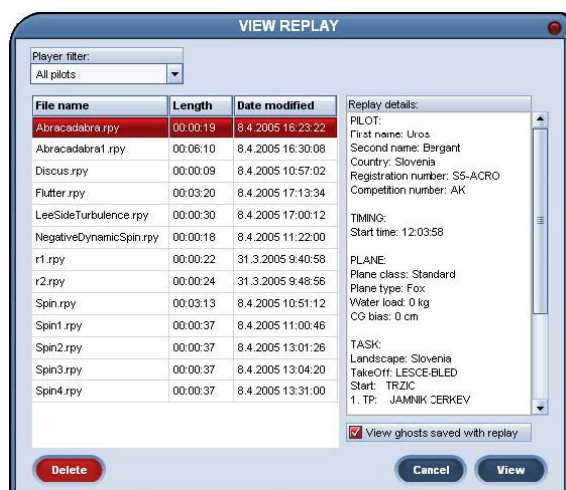 VIEW REPLAY
Player filter:
All pilots
File name Length Date modified
Abracadabra.rpy 00:00:19 8.4.2005 16:23:22
Abracadabra1.rpy 00:06:10 8.4.2005 16:30:08
Discus.rpy 00:00:09 8.4.2005 10:57:02
Flutter.rpy 00:03:20 8.4.2005 17:13:34
LeeSideTurbulence.rpy 00:00:30 8.4.2005 17:00:12
NegativeDynamicSpin.rpy 00:00:18 8.4.2005 11:22:00
r1.rpy 00:00:22 31.3.2005 9:40:58
r2.rpy 00:00:24 31.3.2005 9:48:56
Spin.rpy 00:03:13 8.4.2005 10:51:12
Spin1.rpy 00:00:37 8.4.2005 11:00:46
Spin2.rpy 00:00:37 8.4.2005 13:01:26
Spin3.rpy 00:00:37 8.4.2005 13:04:20
Spin4.rpy 00:00:37 8.4.2005 13:31:00
Replay details:
PILOT:
First name: Uros
Second name: Bergant
Country: Slovenia
Registration number: S5-ACRO
Competition number: AK
TIMING:
Start time: 12:03:58
PLANE:
Plane class: Standard
Plane type: Fox
Water load: 0 kg
CG bias: 0 cm
TASK:
Landscape: Slovenia
TakeOff: LESCE-BLED
Start: TRZIC
1. TP: JAMNIK CERKEV
View ghosts saved with replay
Delete Cancel View